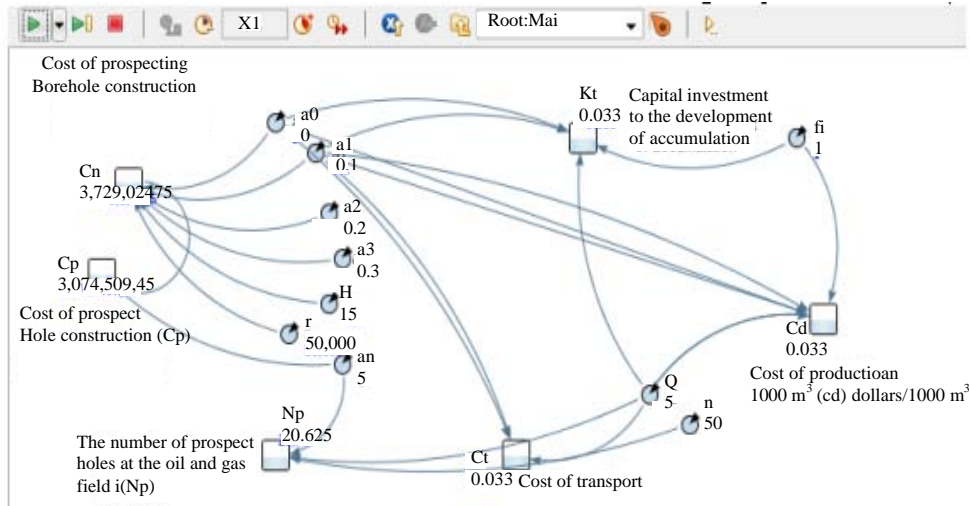 X1
Root:Mai
Cost of prospecting
Borehole construction
a0
0
a1
0.1
Kt
0.033
Capital investment
to the development
of accumulation
fi
1
Cn
3,729,02475
a2
0.2
a3
0.3
Cp
3,074,509,45
Cost of prospect
Hole construction (Cp)
H
15
r
50,000
an
5
Cd
0.033
Cost of productioan
1000 m³ (cd) dollars/1000 m³
Q
5
n
50
Np
20.625
The number of prospect
holes at the oil and gas
field i(Np)
Ct
0.033 Cost of transport